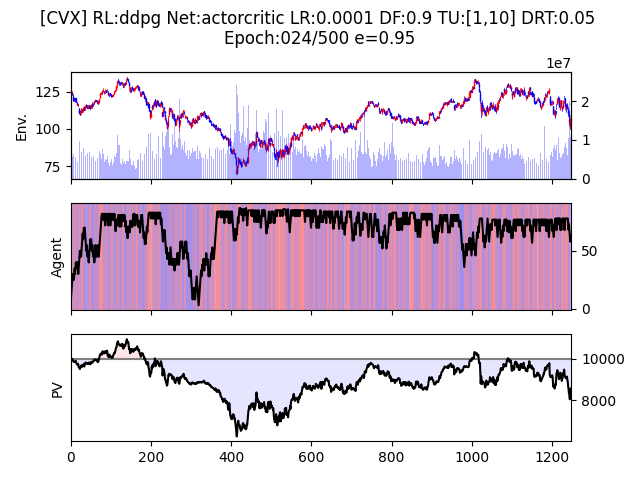 [CVX] RL:ddpg Net:actorcritic LR:0.0001 DF:0.9 TU:[1,10] DRT:0.05
Epoch:024/500 e=0.95
1e7
125
100
75
Env.
2
1
0
Agent
50
0
PV
10000
8000
0 200 400 600 800 1000 1200